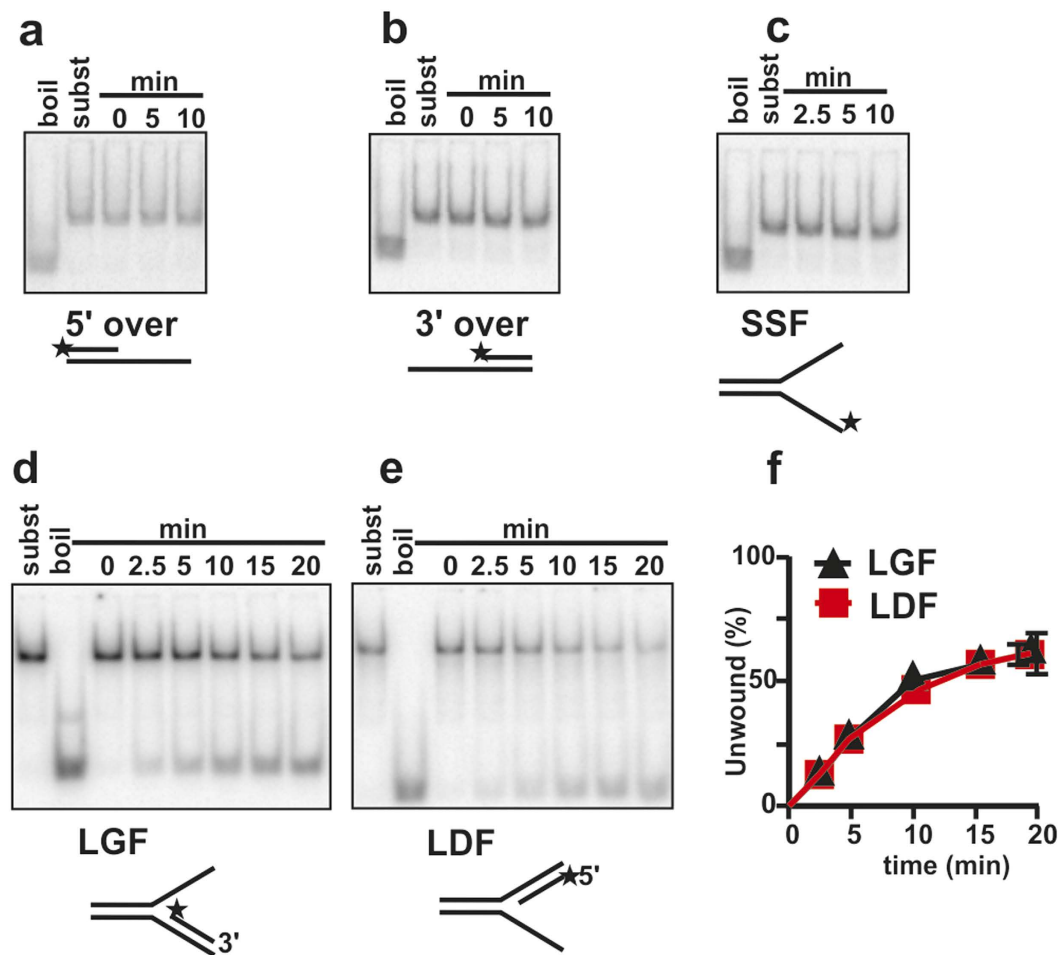 a
boil
subst
min
0 5 10
5' over
b
boil
subst
min
0 5 10
3' over
c
boil
subst
min
2.5 5 10
SSF
d
subst
boil
min
0 2.5 5 10 15 20
LGF
3'
e
subst
boil
min
0 2.5 5 10 15 20
LDF
5'
f
100
50
0
Unwound (%)
LGF
LDF
0 5 10 15 20
time (min)